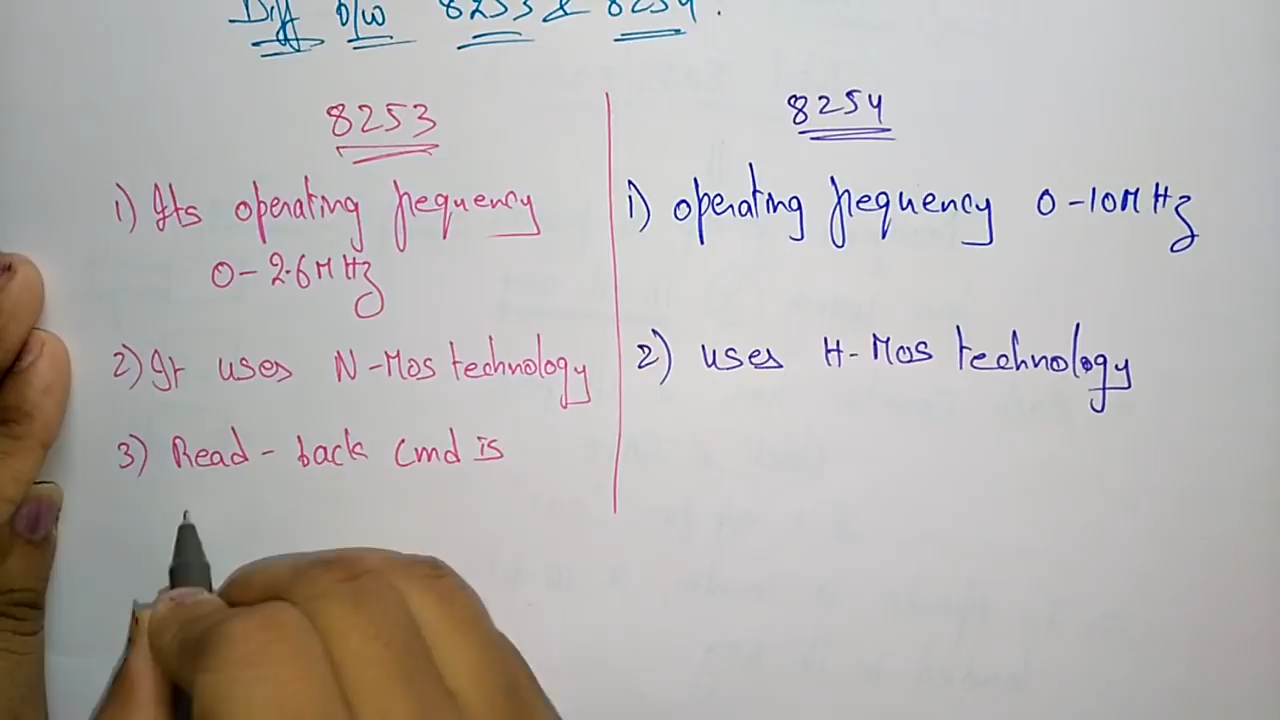 Diff b/w 8253 & 8254.
8253
1) Its operating frequency
0-2.6MHz
2) It uses N-Mos technology
3) Read-back cmd is
8254
1) operating frequency 0-10MHz
2) uses H-Mos technology